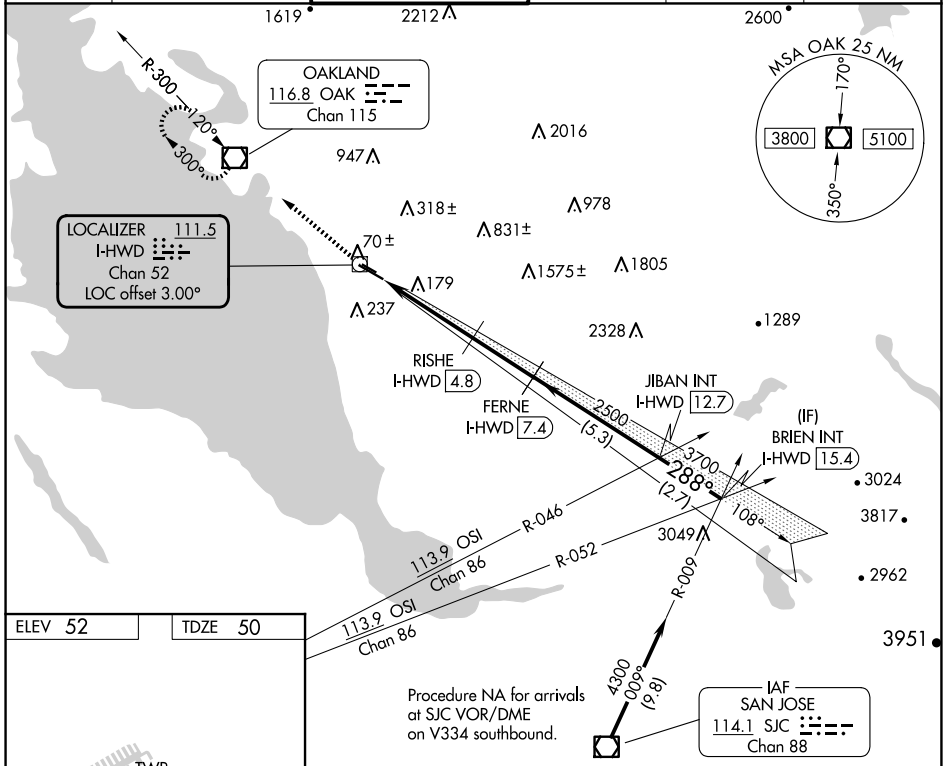 1619
2212
2600
MSA OAK 25 NM
170°
3800
5100
350°
R-300
120°
300°
OAKLAND
116.8 OAK
Chan 115
947
2016
LOCALIZER 111.5
I-HWD
Chan 52
LOC offset 3.00°
318±
978
831±
70±
1575±
1805
179
237
2328
1289
RISHE
I-HWD 4.8
FERNE
I-HWD 7.4
JIBAN INT
I-HWD 12.7
(IF)
BRIEN INT
I-HWD 15.4
2500
(5.3)
3700
288°
(2.7)
108°
3024
3817
3049
2962
3951
113.9 OSI
Chan 86
R-046
113.9 OSI
Chan 86
R-052
R-009
4300
009°
(9.8)
ELEV 52
TDZE 50
Procedure NA for arrivals
at SJC VOR/DME
on V334 southbound.
IAF
SAN JOSE
114.1 SJC
Chan 88
TWR